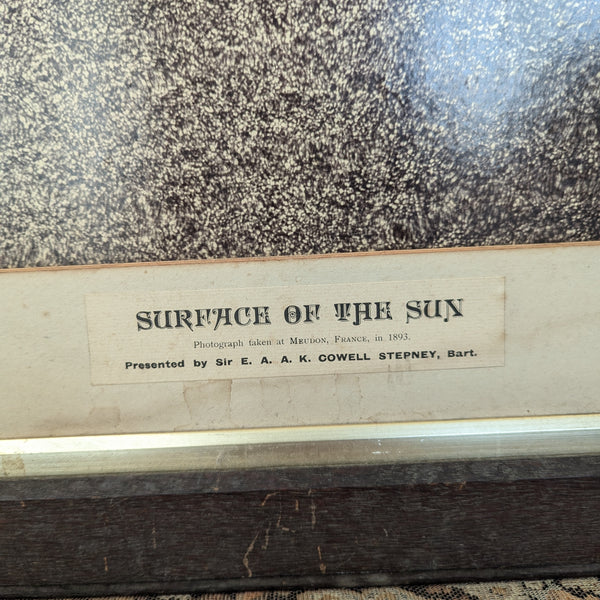 SURFACE OF THE SUN
Photograph taken at MEUDON, FRANCE, in 1893.
Presented by Sir E. A. A. K. COWELL STEPNEY, Bart.